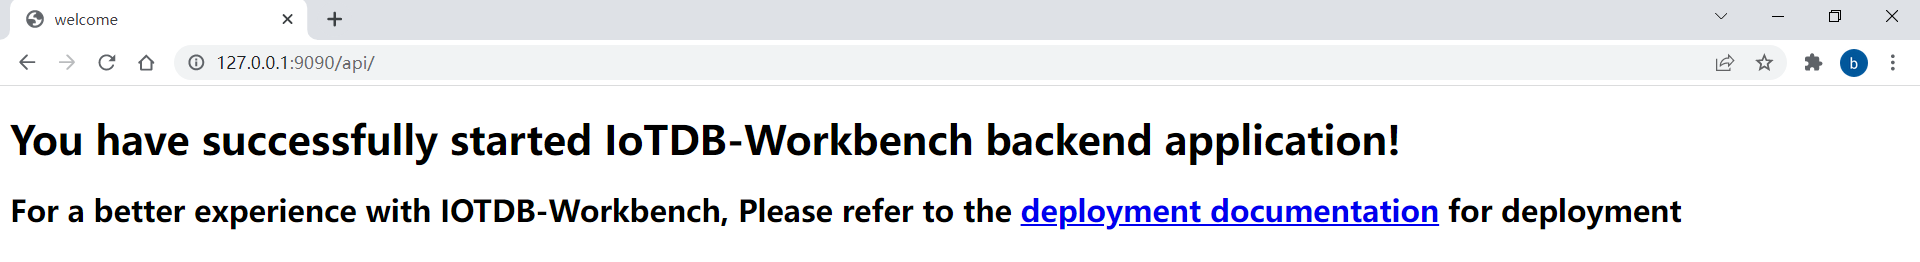 welcome
127.0.0.1:9090/api/
b
You have successfully started IoTDB-Workbench backend application!
For a better experience with IOTDB-Workbench, Please refer to the deployment documentation for deployment